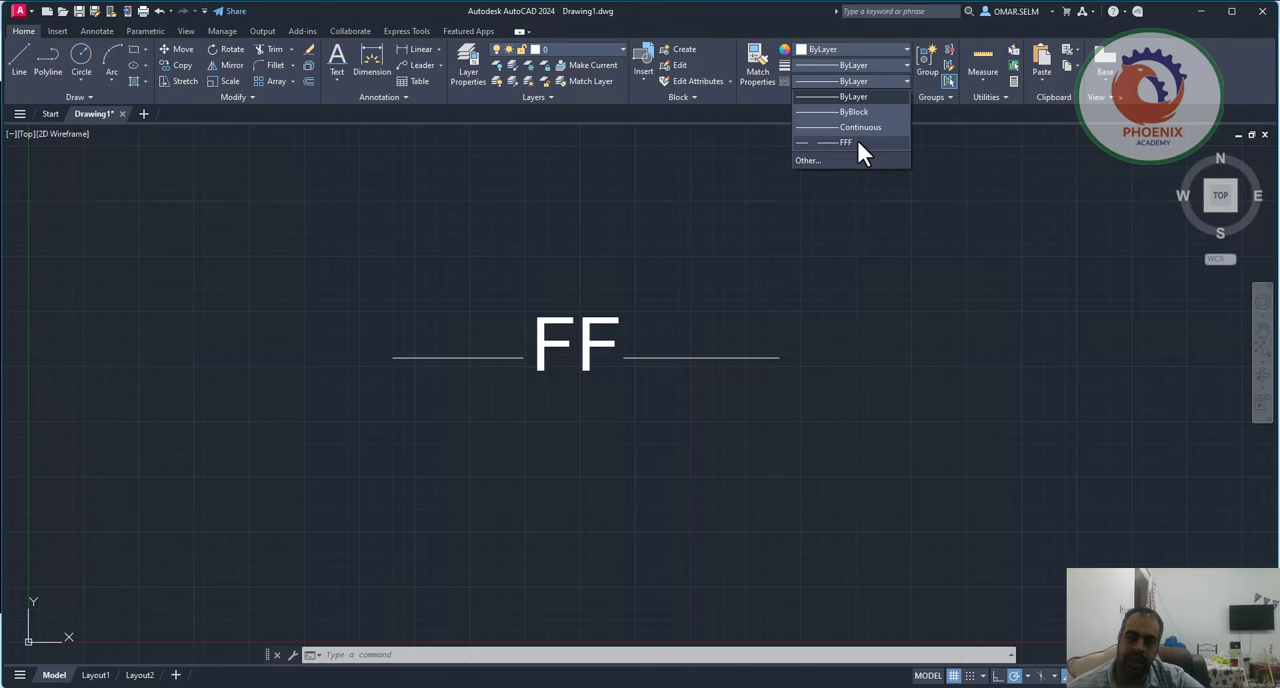 A Share Autodesk AutoCAD 2024 Drawing1.dwg Type a keyword or phrase OMAR.SELM
Home Insert Annotate Parametric View Manage Output Add-ins Collaborate Express Tools Featured Apps
Line Polyline Circle Arc Move Rotate Trim Text Dimension Linear Layer Properties 0 Insert Create Match Properties ByLayer Group Measure Paste Base
Copy Mirror Fillet Leader Make Current Edit ByLayer
Stretch Scale Array Table Match Layer Edit Attributes ByLayer
Draw Modify Annotation Layers Block Groups Utilities Clipboard View
ByLayer
ByBlock
Continuous
FFF
Other...
Start Drawing1*
[−][Top][2D Wireframe]
PHOENIX
ACADEMY
N
W TOP E
S
WCS
FF
Y
X
Type a command
Model Layout1 Layout2 MODEL